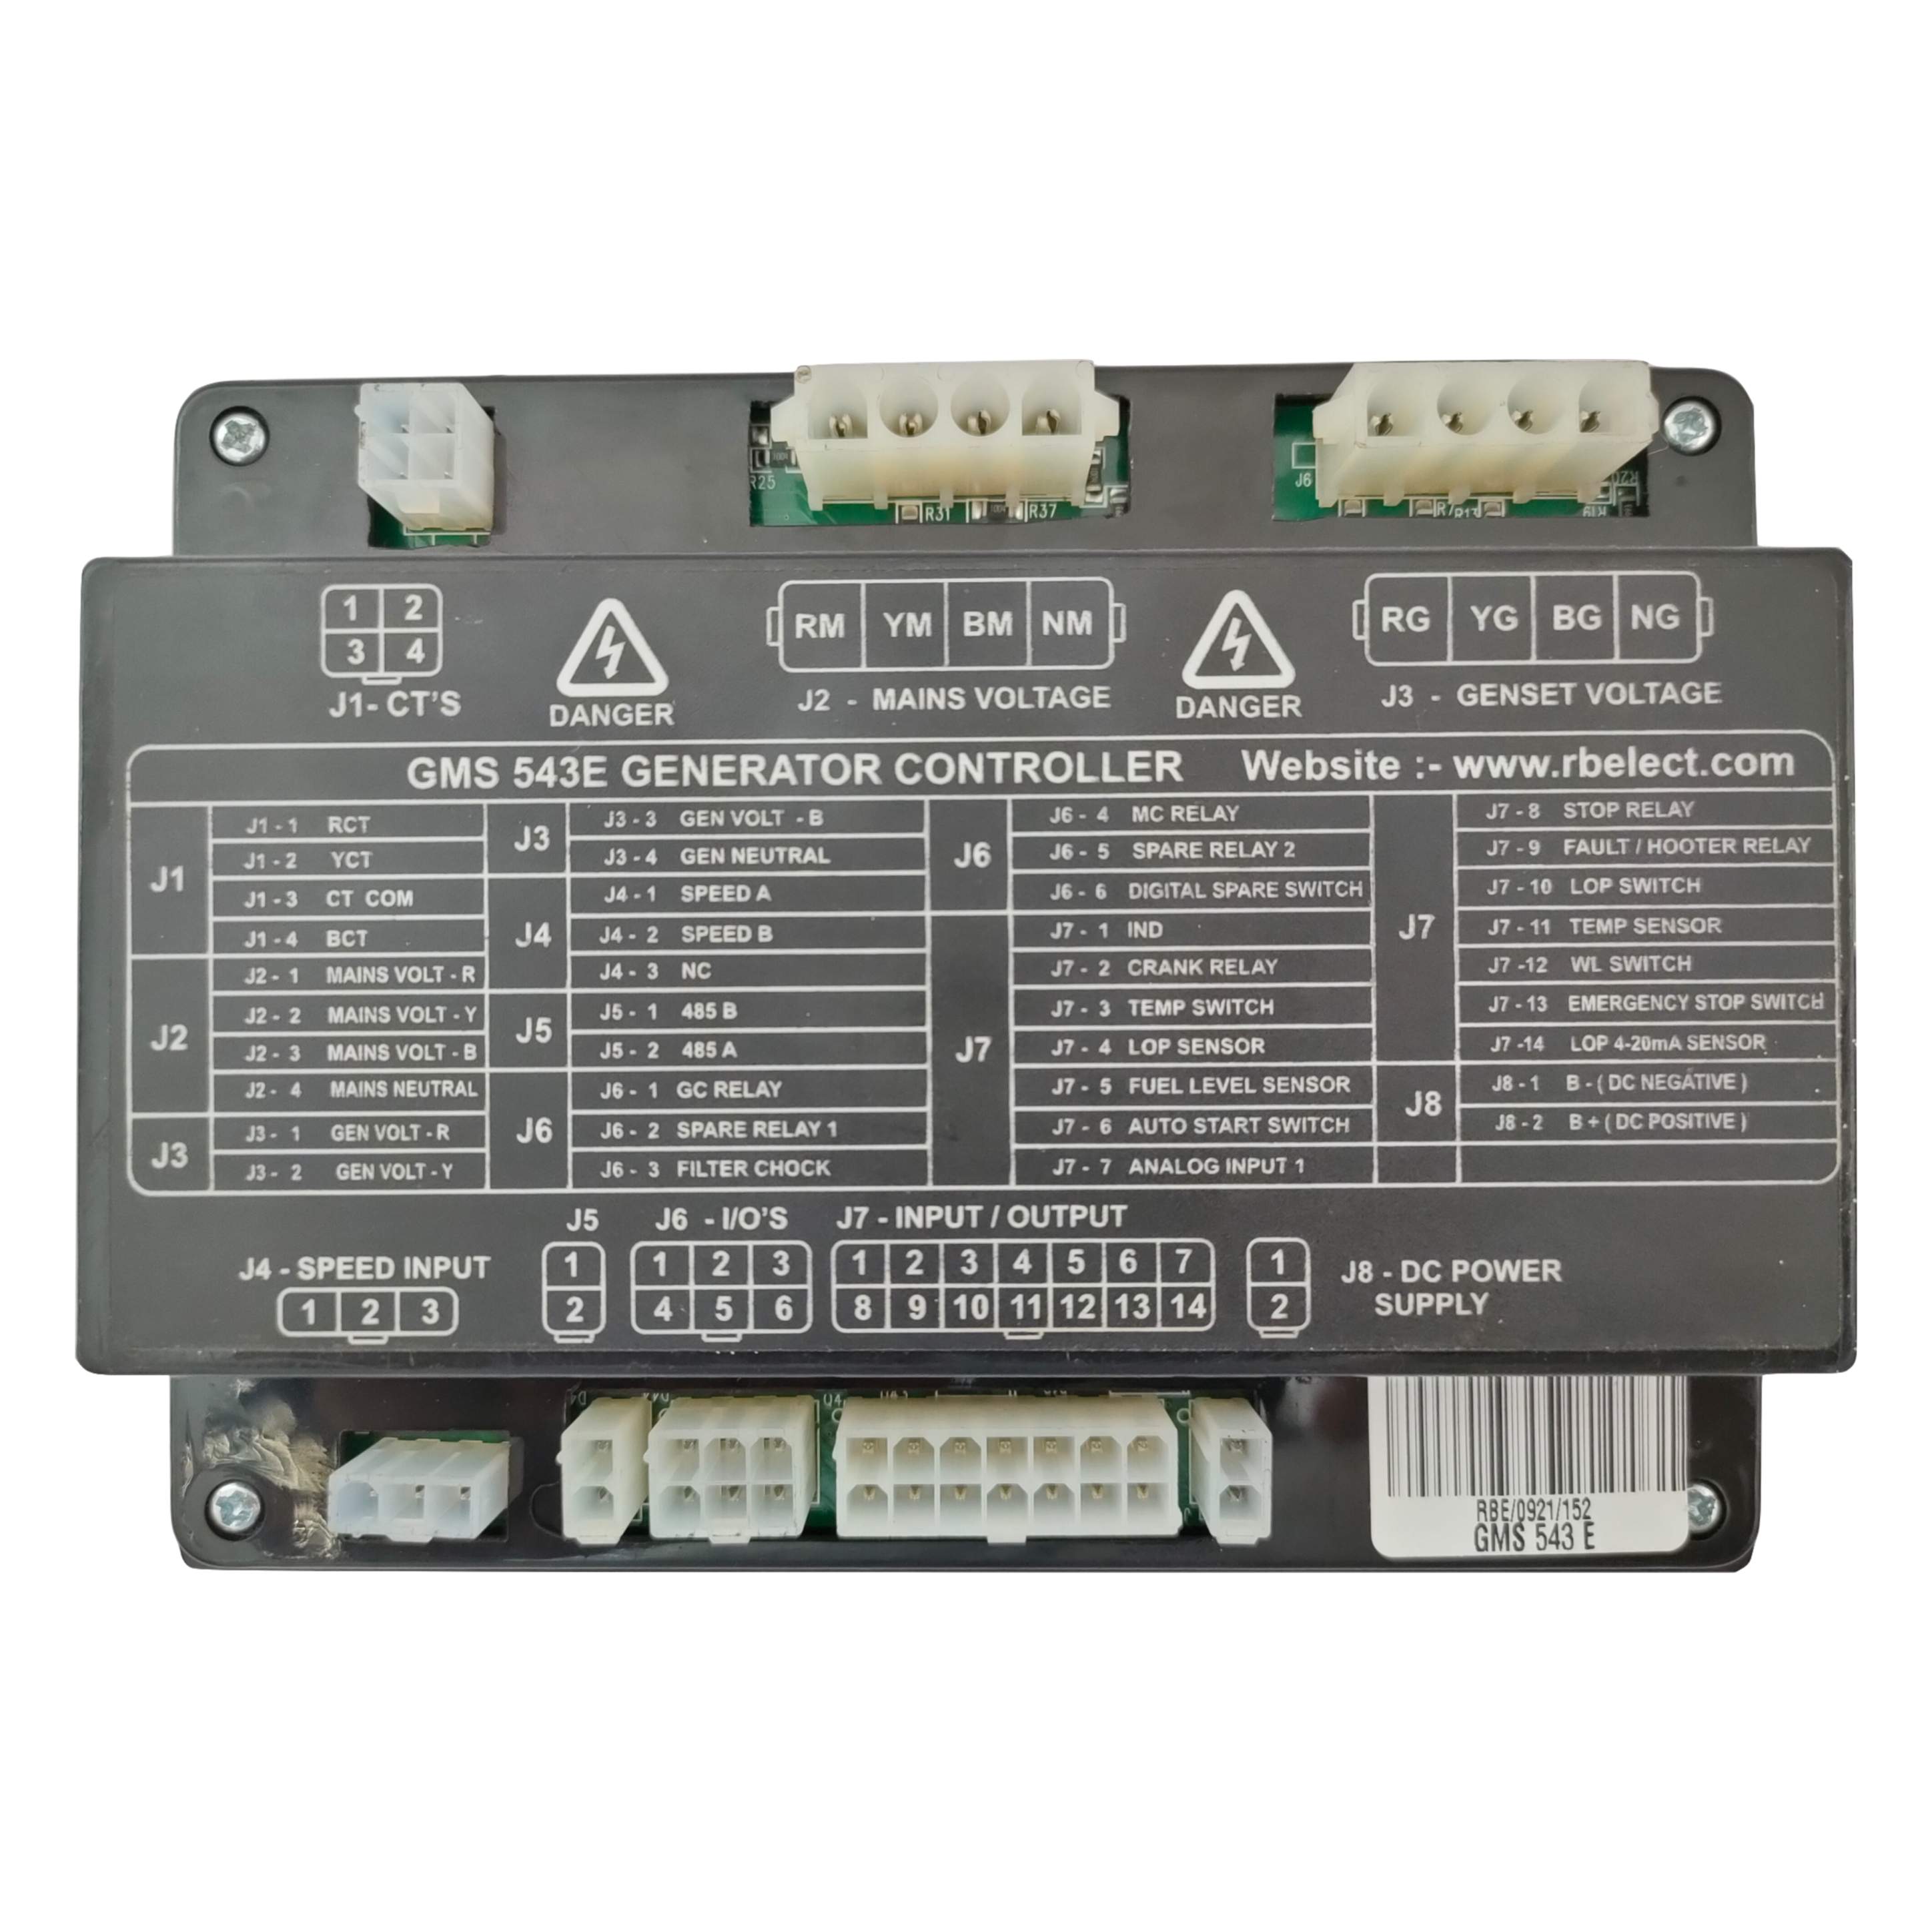 R25
R31
R37
J6
1 2
3 4
J1- CT'S
DANGER
RM YM BM NM
J2 - MAINS VOLTAGE
DANGER
RG YG BG NG
J3 - GENSET VOLTAGE
GMS 543E GENERATOR CONTROLLER Website :- www.rbelect.com
J1
J1 - 1 RCT
J1 - 2 YCT
J1 - 3 CT COM
J1 - 4 BCT
J2
J2 - 1 MAINS VOLT - R
J2 - 2 MAINS VOLT - Y
J2 - 3 MAINS VOLT - B
J2 - 4 MAINS NEUTRAL
J3
J3 - 1 GEN VOLT - R
J3 - 2 GEN VOLT - Y
J3
J3 - 3 GEN VOLT - B
J3 - 4 GEN NEUTRAL
J4
J4 - 1 SPEED A
J4 - 2 SPEED B
J4 - 3 NC
J5
J5 - 1 485 B
J5 - 2 485 A
J6
J6 - 1 GC RELAY
J6 - 2 SPARE RELAY 1
J6 - 3 FILTER CHOCK
J6
J6 - 4 MC RELAY
J6 - 5 SPARE RELAY 2
J6 - 6 DIGITAL SPARE SWITCH
J7
J7 - 1 IND
J7 - 2 CRANK RELAY
J7 - 3 TEMP SWITCH
J7 - 4 LOP SENSOR
J7 - 5 FUEL LEVEL SENSOR
J7 - 6 AUTO START SWITCH
J7 - 7 ANALOG INPUT 1
J7
J7 - 8 STOP RELAY
J7 - 9 FAULT / HOOTER RELAY
J7 - 10 LOP SWITCH
J7 - 11 TEMP SENSOR
J7 -12 WL SWITCH
J7 -13 EMERGENCY STOP SWITCH
J7 -14 LOP 4-20mA SENSOR
J8
J8 - 1 B - ( DC NEGATIVE )
J8 - 2 B + ( DC POSITIVE )
J4 - SPEED INPUT
1 2 3
J5
1
2
J6 - I/O'S
1 2 3
4 5 6
J7 - INPUT / OUTPUT
1 2 3 4 5 6 7
8 9 10 11 12 13 14
1
2
J8 - DC POWER
SUPPLY
RBE/0921/152
GMS 543 E